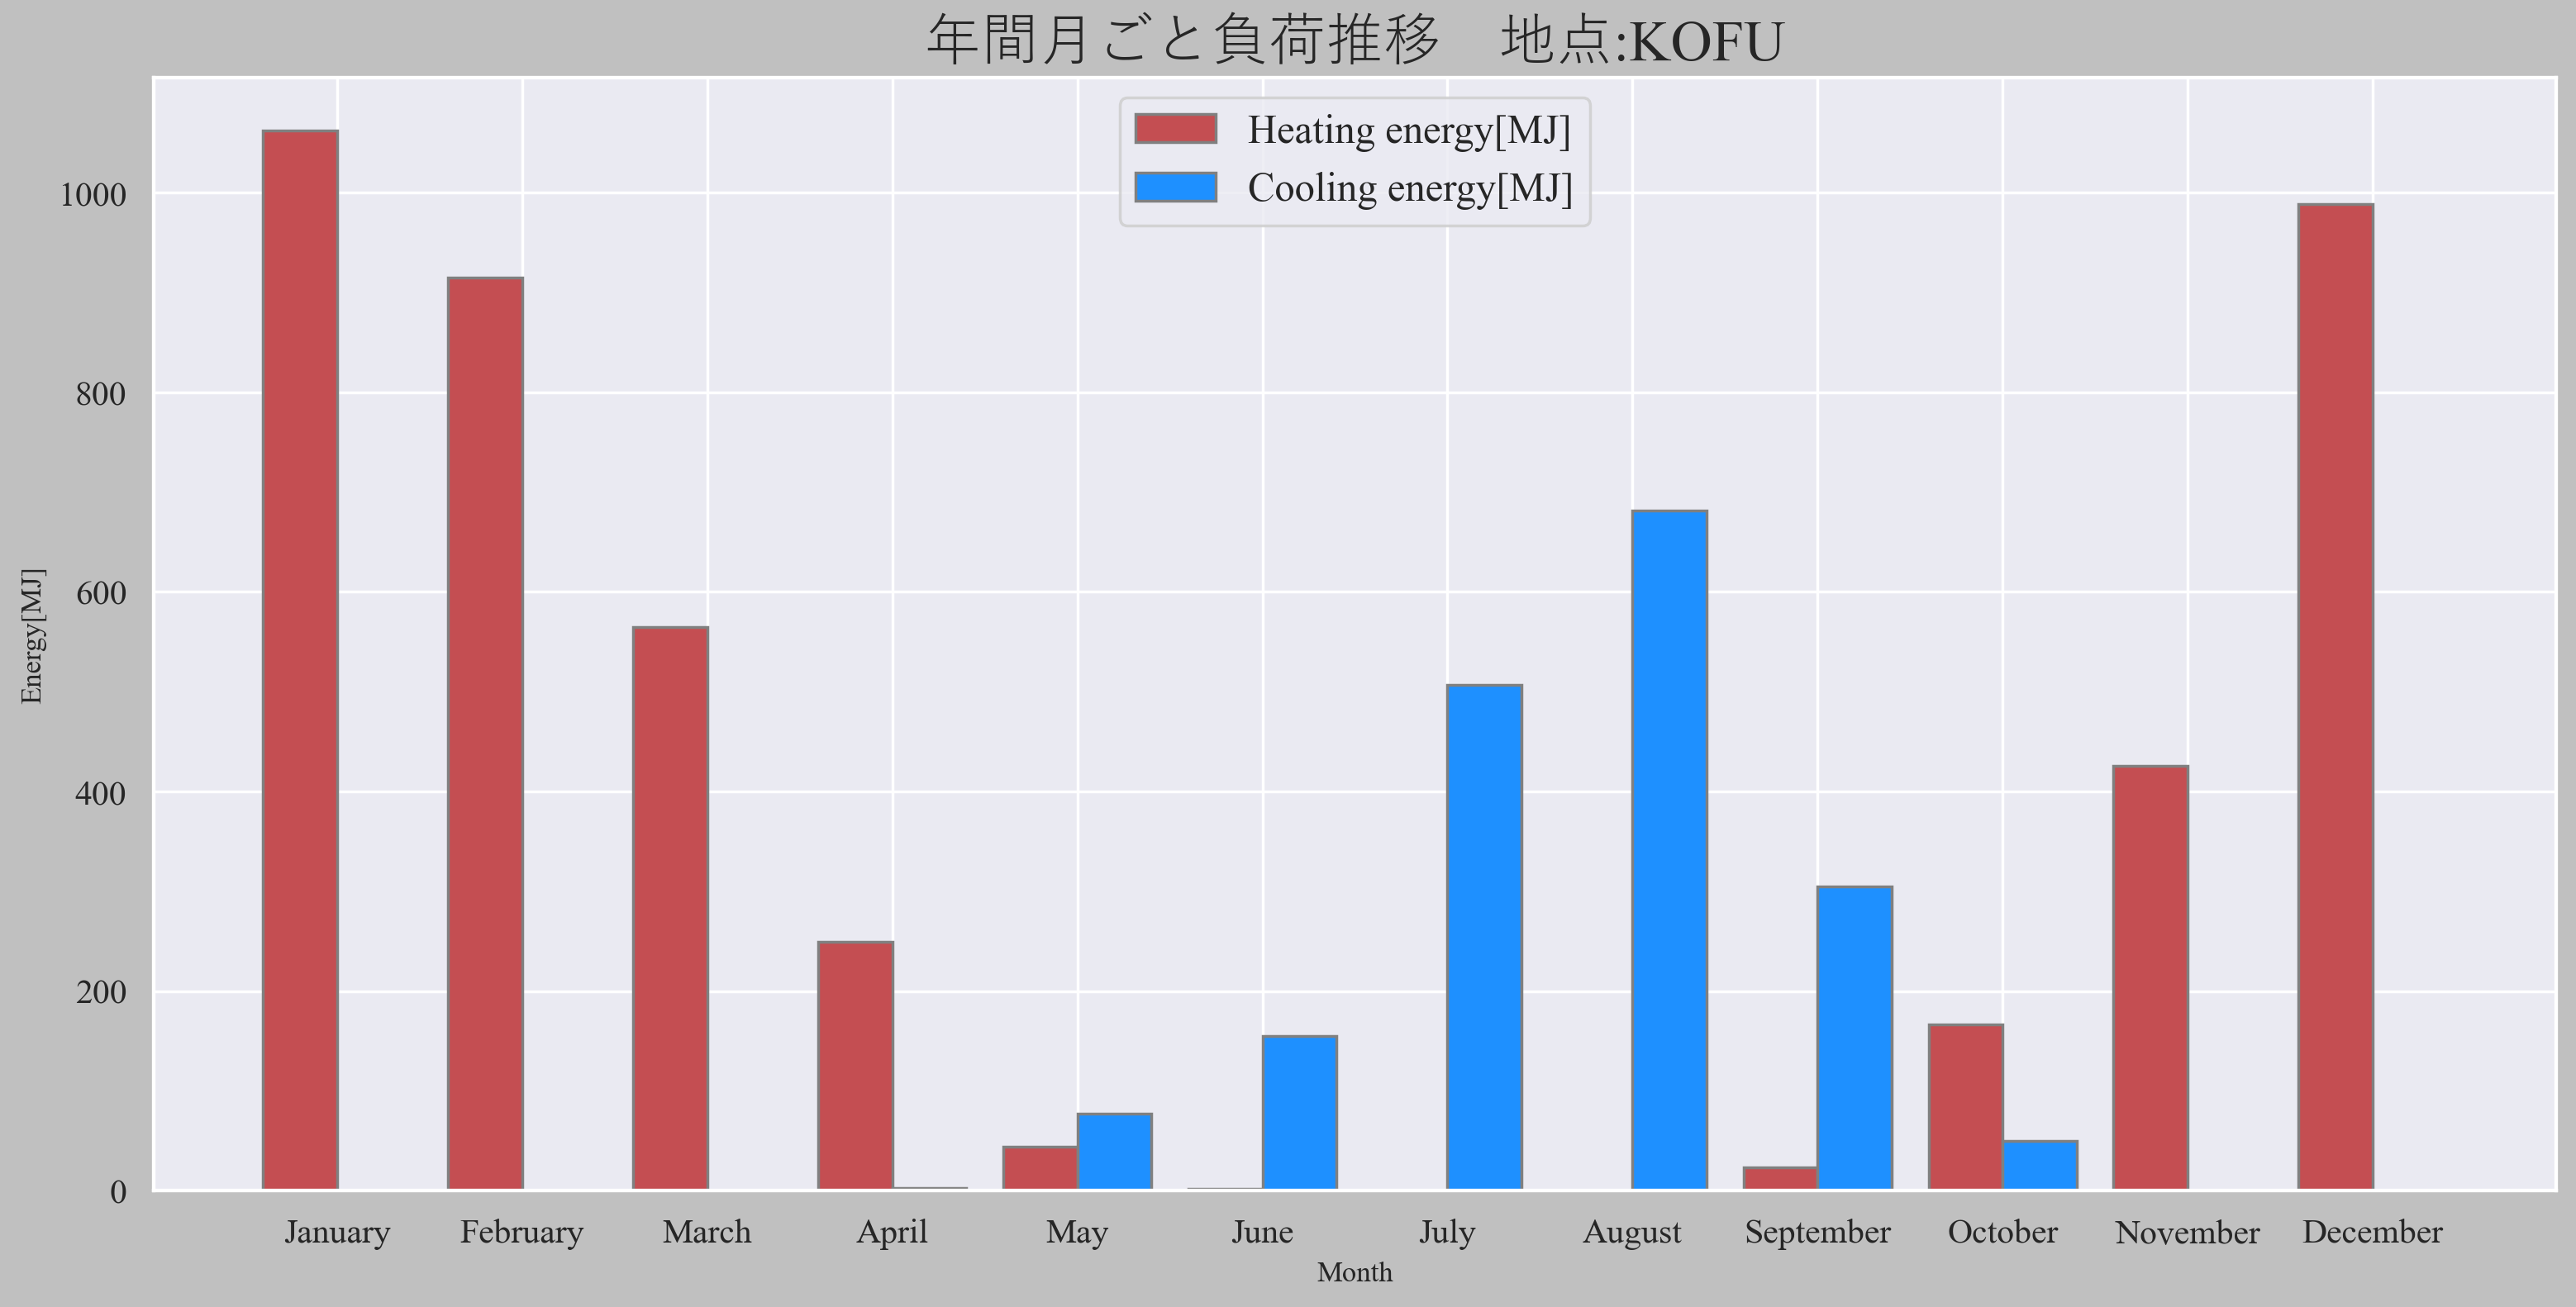 年間月ごと負荷推移　地点:KOFU
Heating energy[MJ]
Cooling energy[MJ]
Energy[MJ]
1000
800
600
400
200
0
January February March April May June July August September October November December
Month